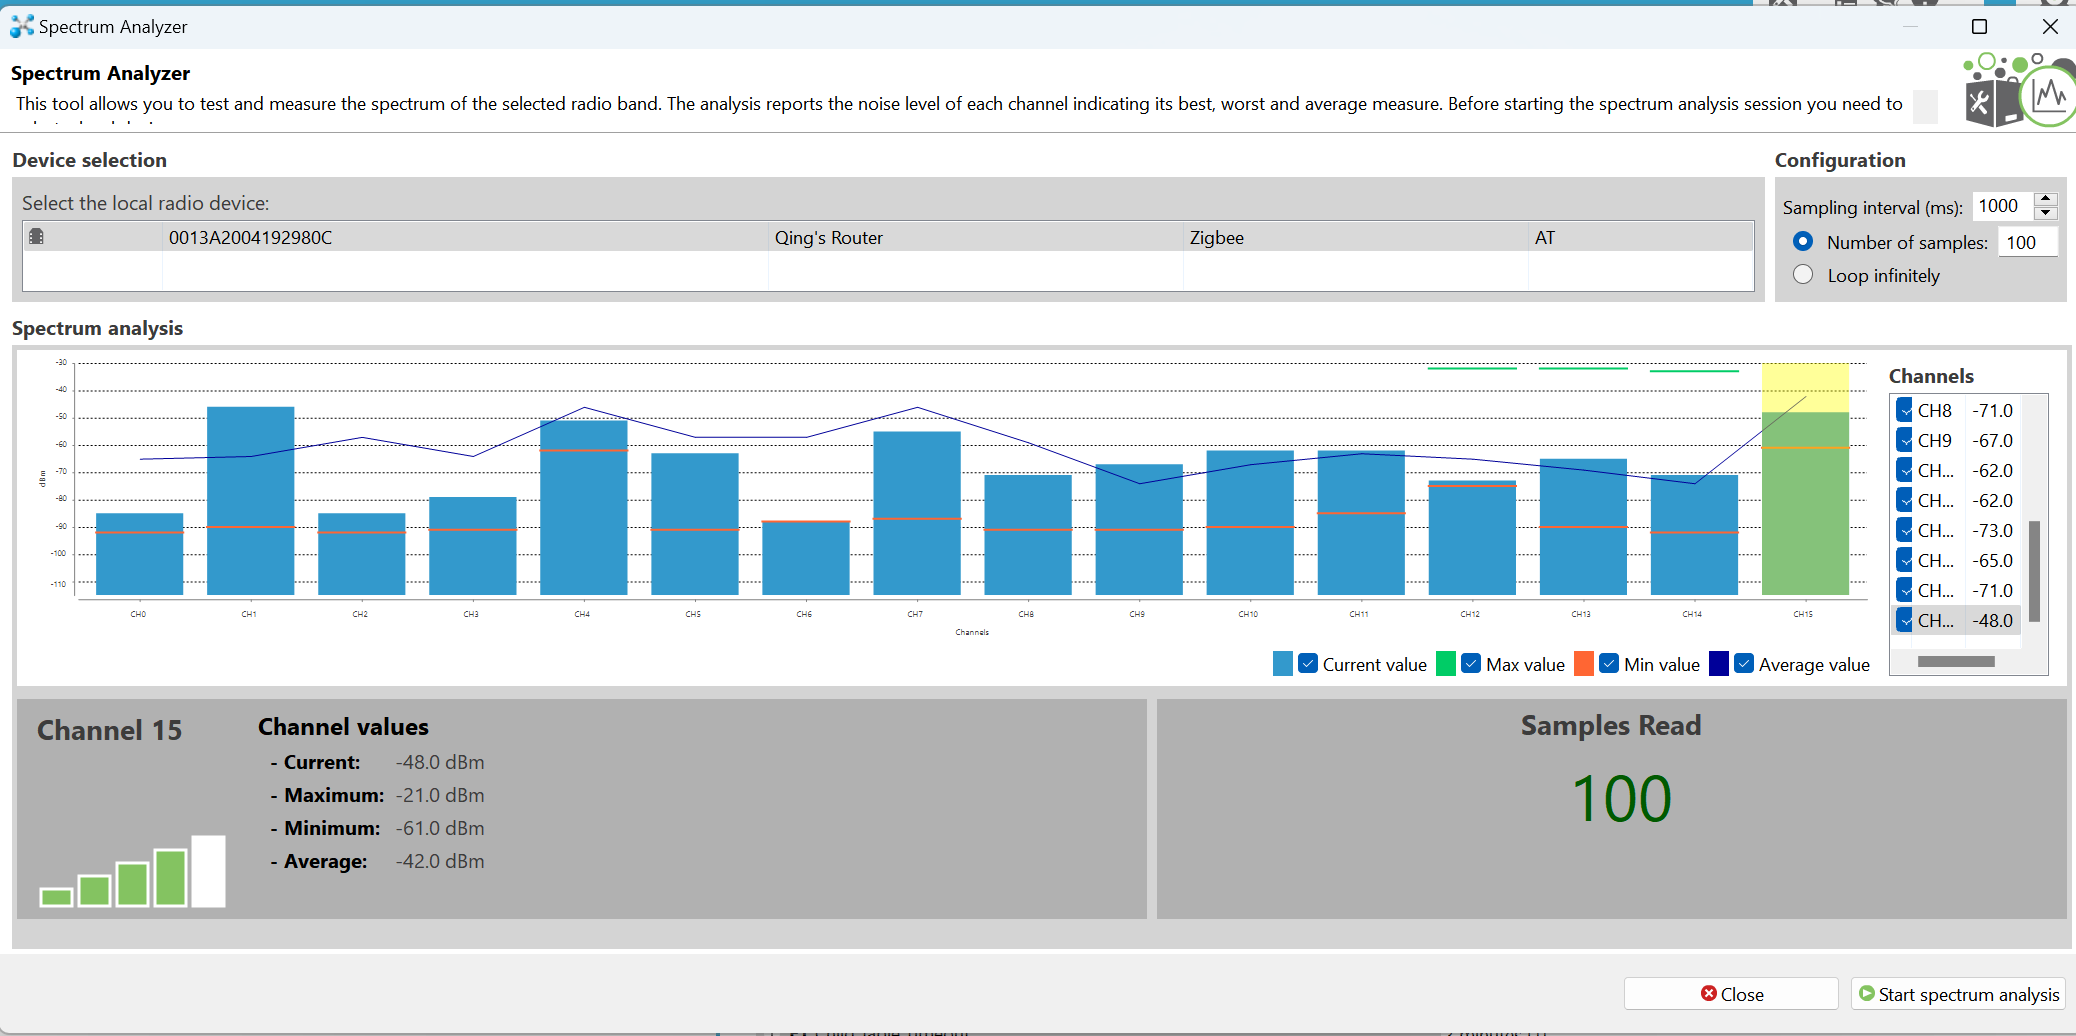 Spectrum Analyzer
Spectrum Analyzer
This tool allows you to test and measure the spectrum of the selected radio band. The analysis reports the noise level of each channel indicating its best, worst and average measure. Before starting the spectrum analysis session you need to
Device selection
Configuration
Select the local radio device:
0013A2004192980C Qing's Router Zigbee AT
Sampling interval (ms): 1000
Number of samples: 100
Loop infinitely
Spectrum analysis
-30
-40
-50
-60
-70
-80
-90
-100
-110
dBm
CH0 CH1 CH2 CH3 CH4 CH5 CH6 CH7 CH8 CH9 CH10 CH11 CH12 CH13 CH14 CH15
Channels
Current value Max value Min value Average value
Channels
CH8 -71.0
CH9 -67.0
CH... -62.0
CH... -62.0
CH... -73.0
CH... -65.0
CH... -71.0
CH... -48.0
Channel 15
Channel values
- Current: -48.0 dBm
- Maximum: -21.0 dBm
- Minimum: -61.0 dBm
- Average: -42.0 dBm
Samples Read
100
Close
Start spectrum analysis